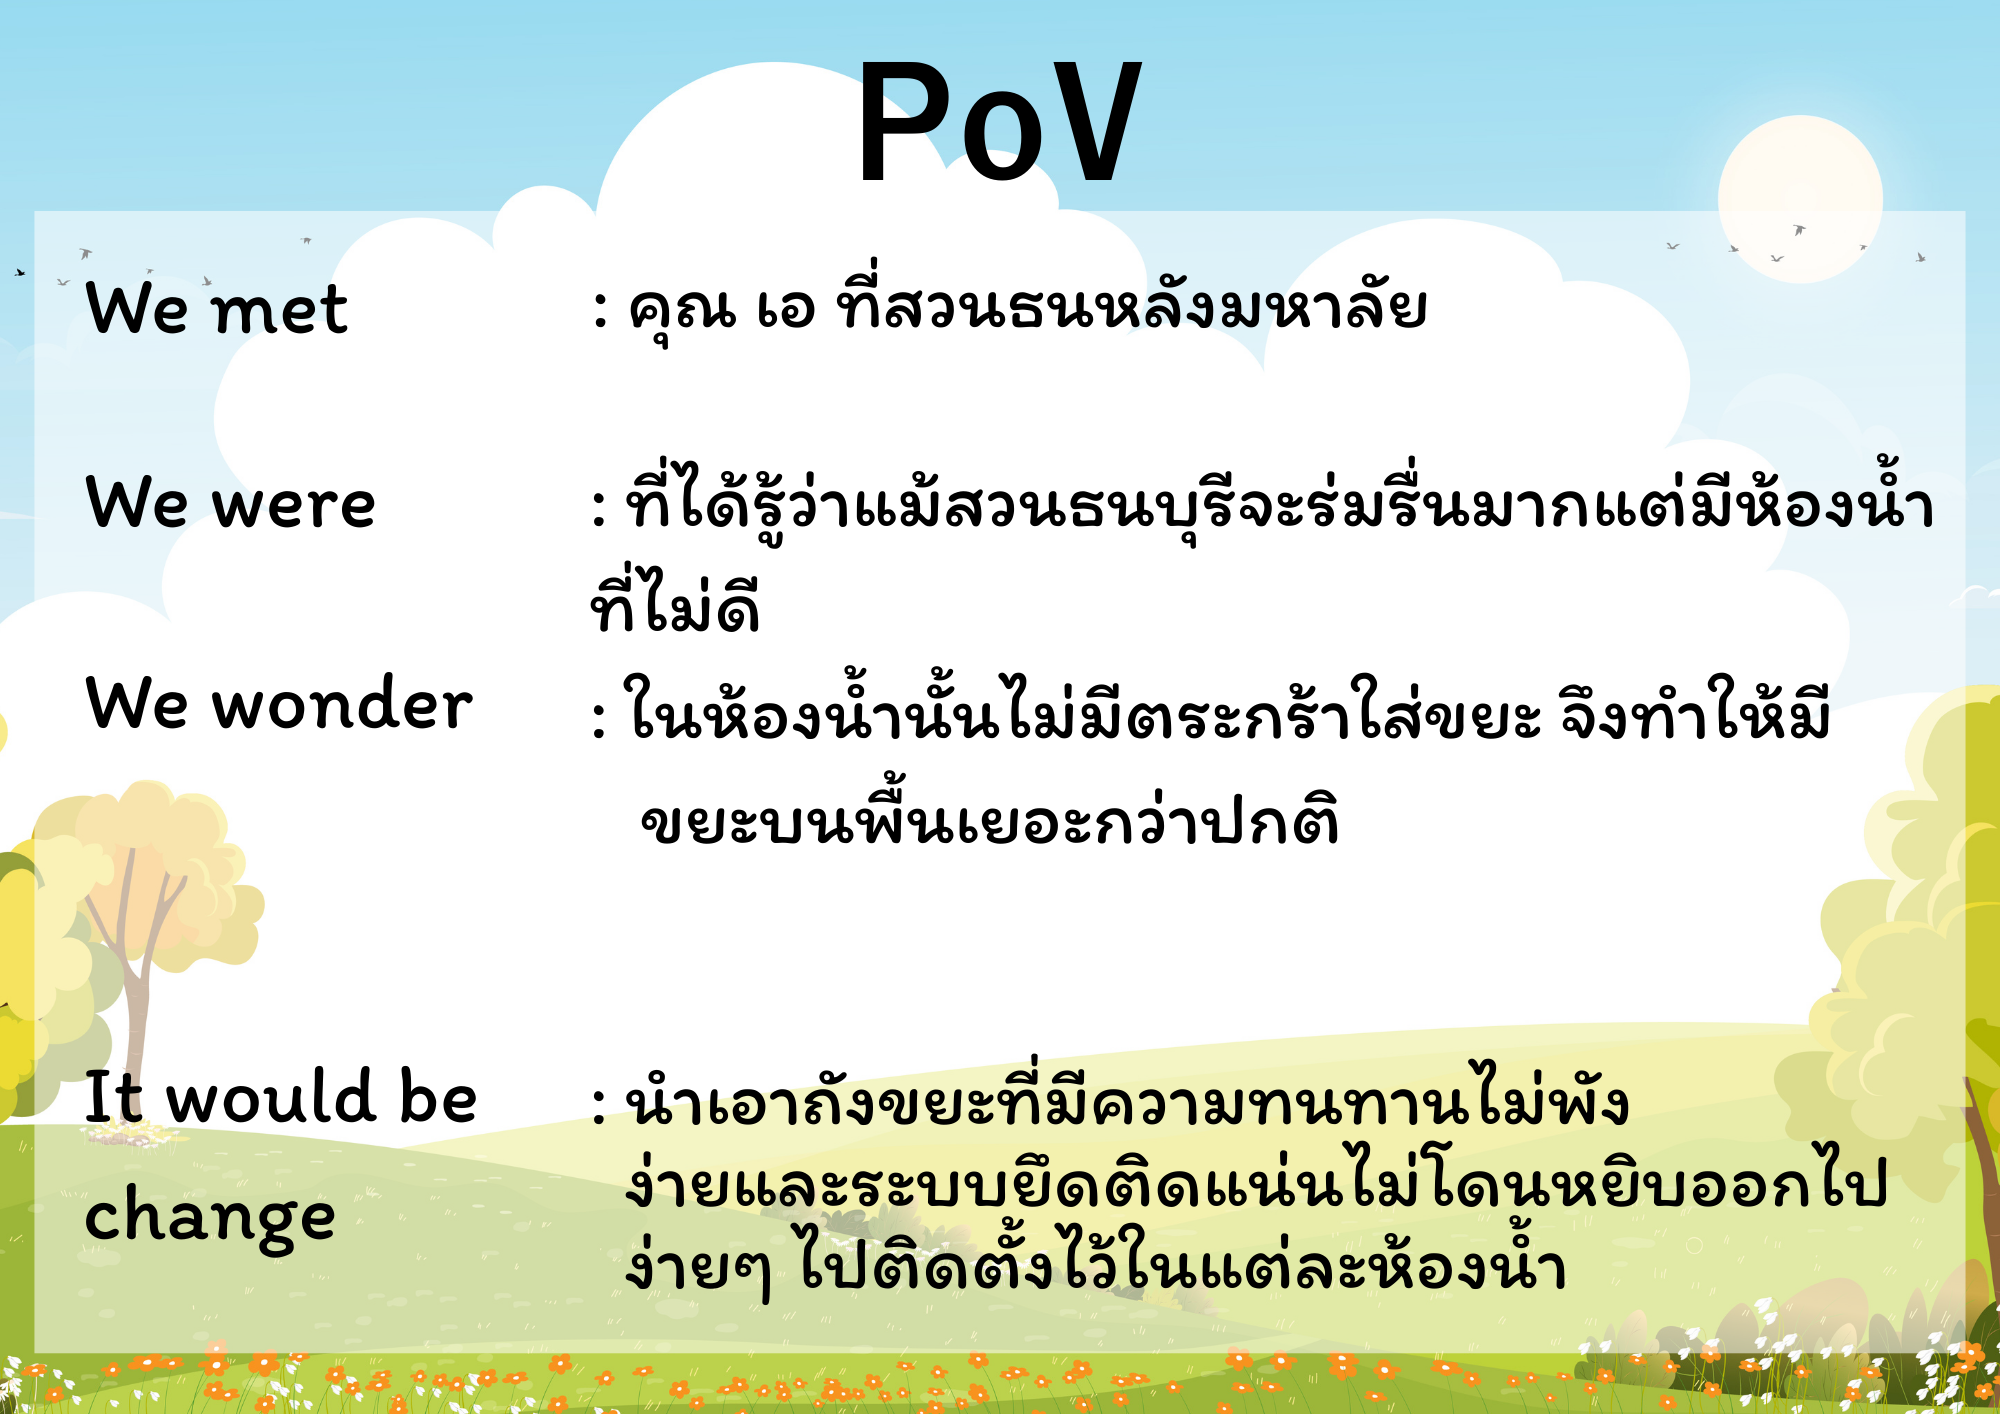 PoV
We met : คุณ เอ ที่สวนธนหลังมหาลัย
We were : ที่ได้รู้ว่าแม้สวนธนบุรีจะร่มรื่นมากแต่มีห้องน้ำ
ที่ไม่ดี
We wonder : ในห้องน้ำนั้นไม่มีตระกร้าใส่ขยะ จึงทำให้มี
ขยะบนพื้นเยอะกว่าปกติ
It would be : นำเอาถังขยะที่มีความทนทานไม่พัง
change ง่ายและระบบยึดติดแน่นไม่โดนหยิบออกไป
ง่ายๆ ไปติดตั้งไว้ในแต่ละห้องน้ำ